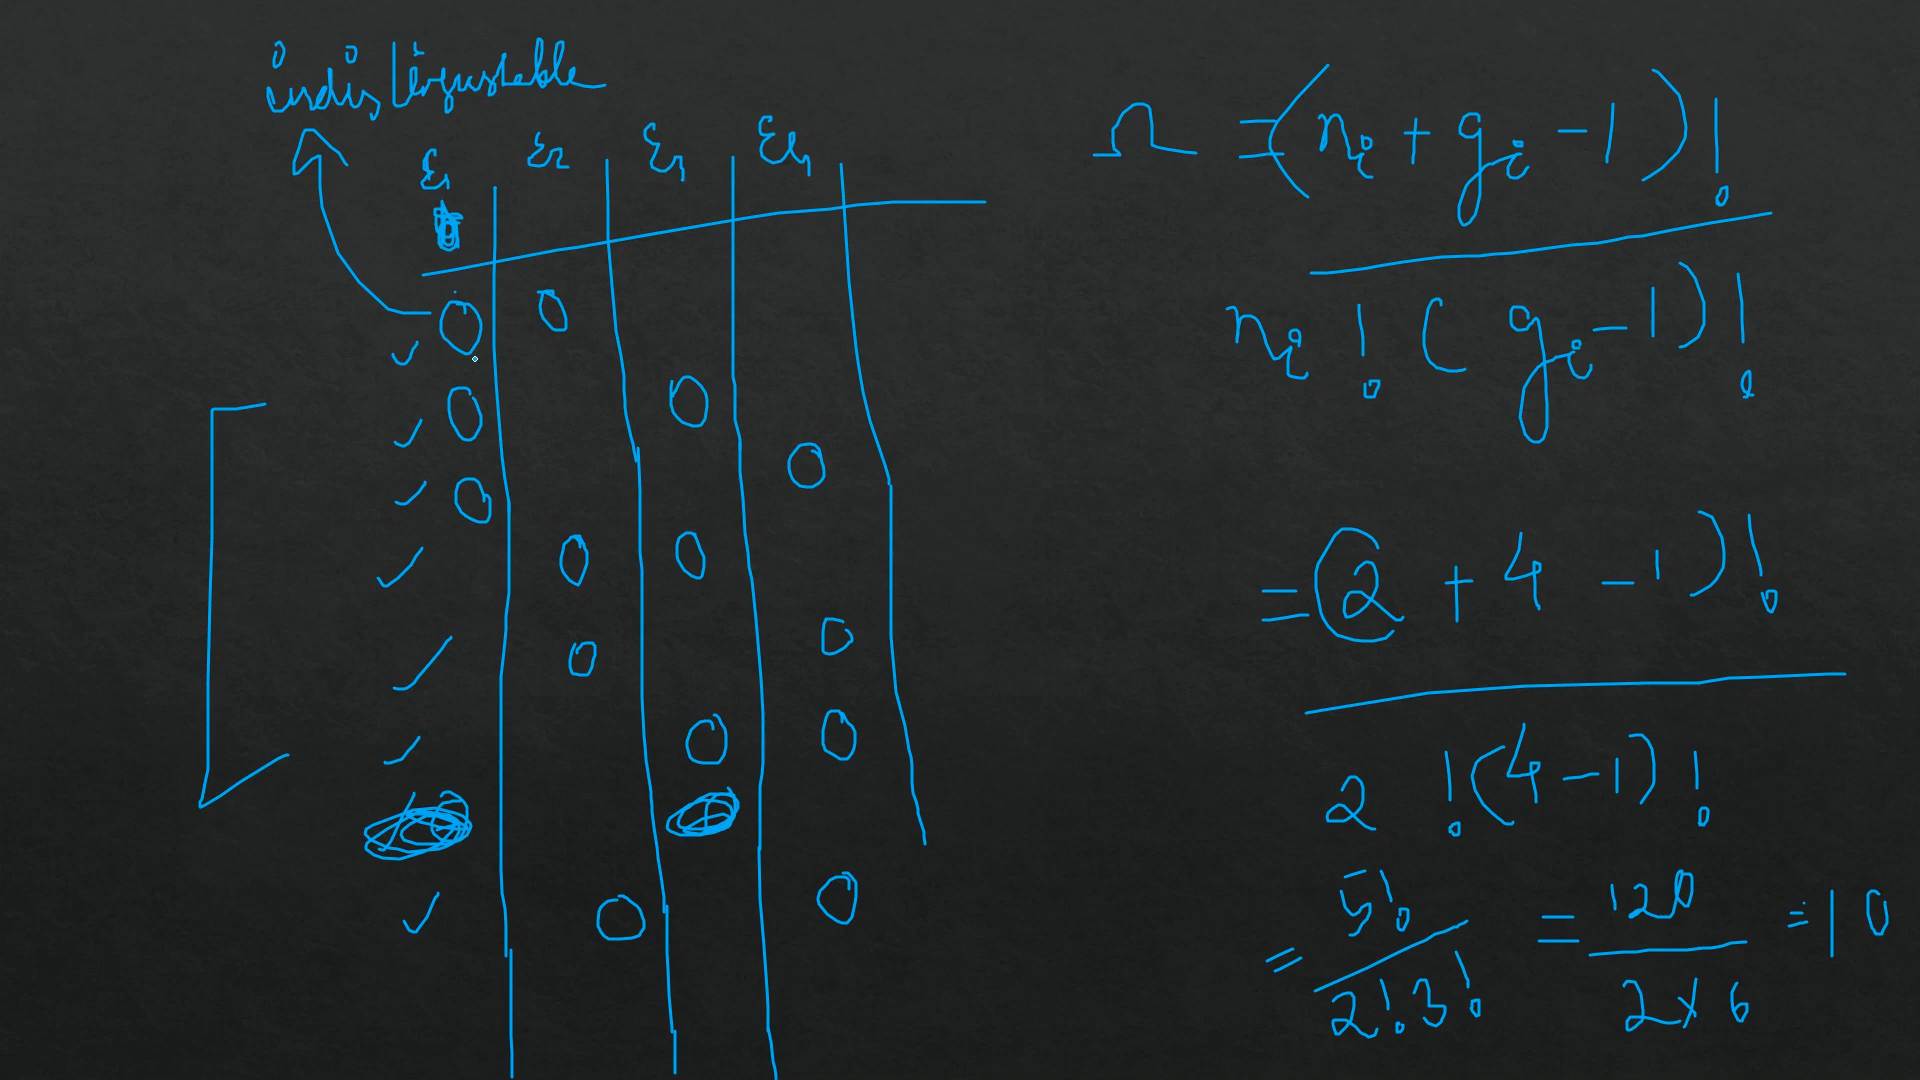 indistinguistable
ε₁ ε₂ ε₃ ε₄
Ω = (nᵢ + gᵢ - 1)!
nᵢ! (gᵢ - 1)!
= (2 + 4 - 1)!
2! (4 - 1)!
= 5! / 2! 3! = 120 / 2 x 6 = 10